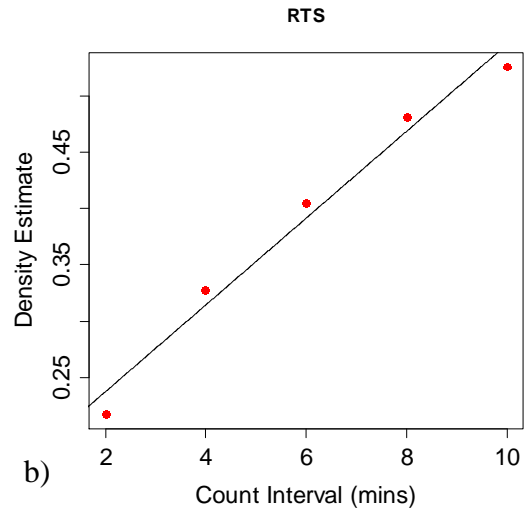 RTS
Density Estimate
0.45
0.35
0.25
2 4 6 8 10
b)
Count Interval (mins)